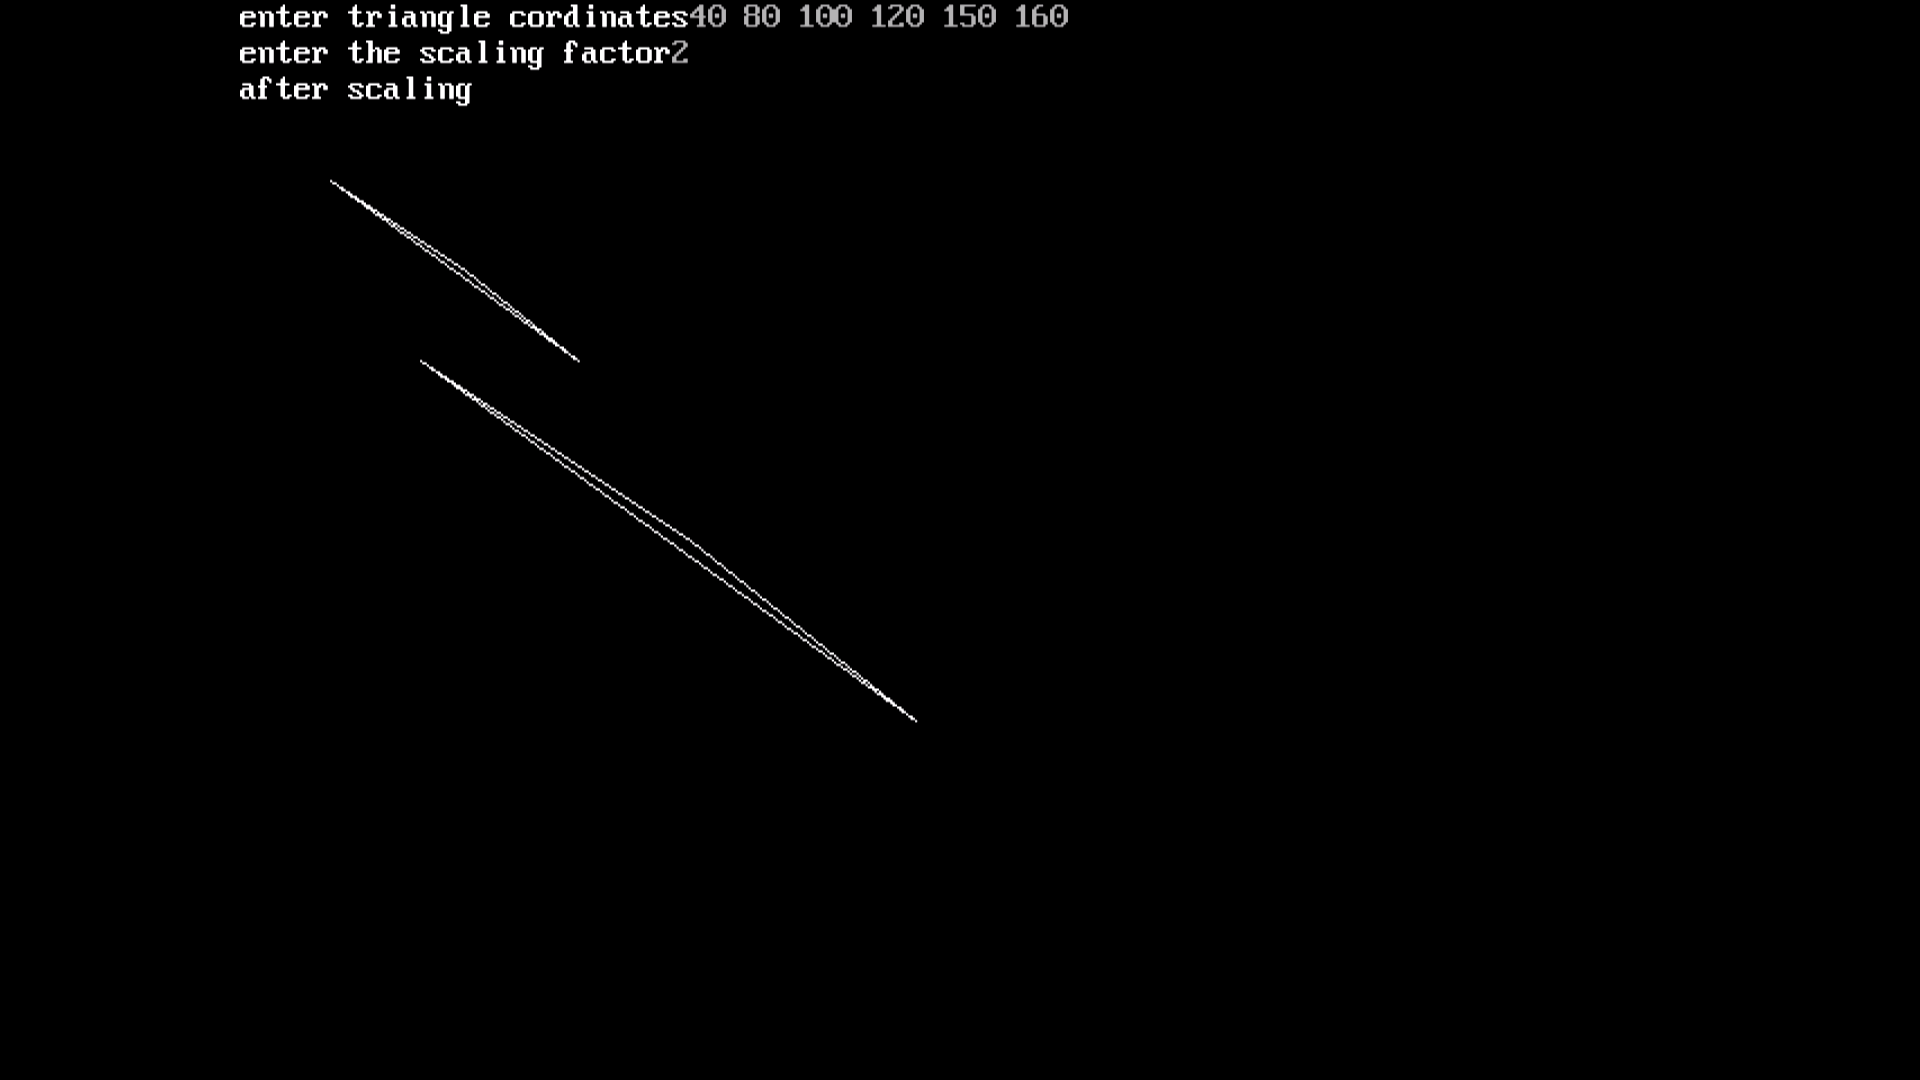 enter triangle cordinates40 80 100 120 150 160
enter the scaling factor2
after scaling